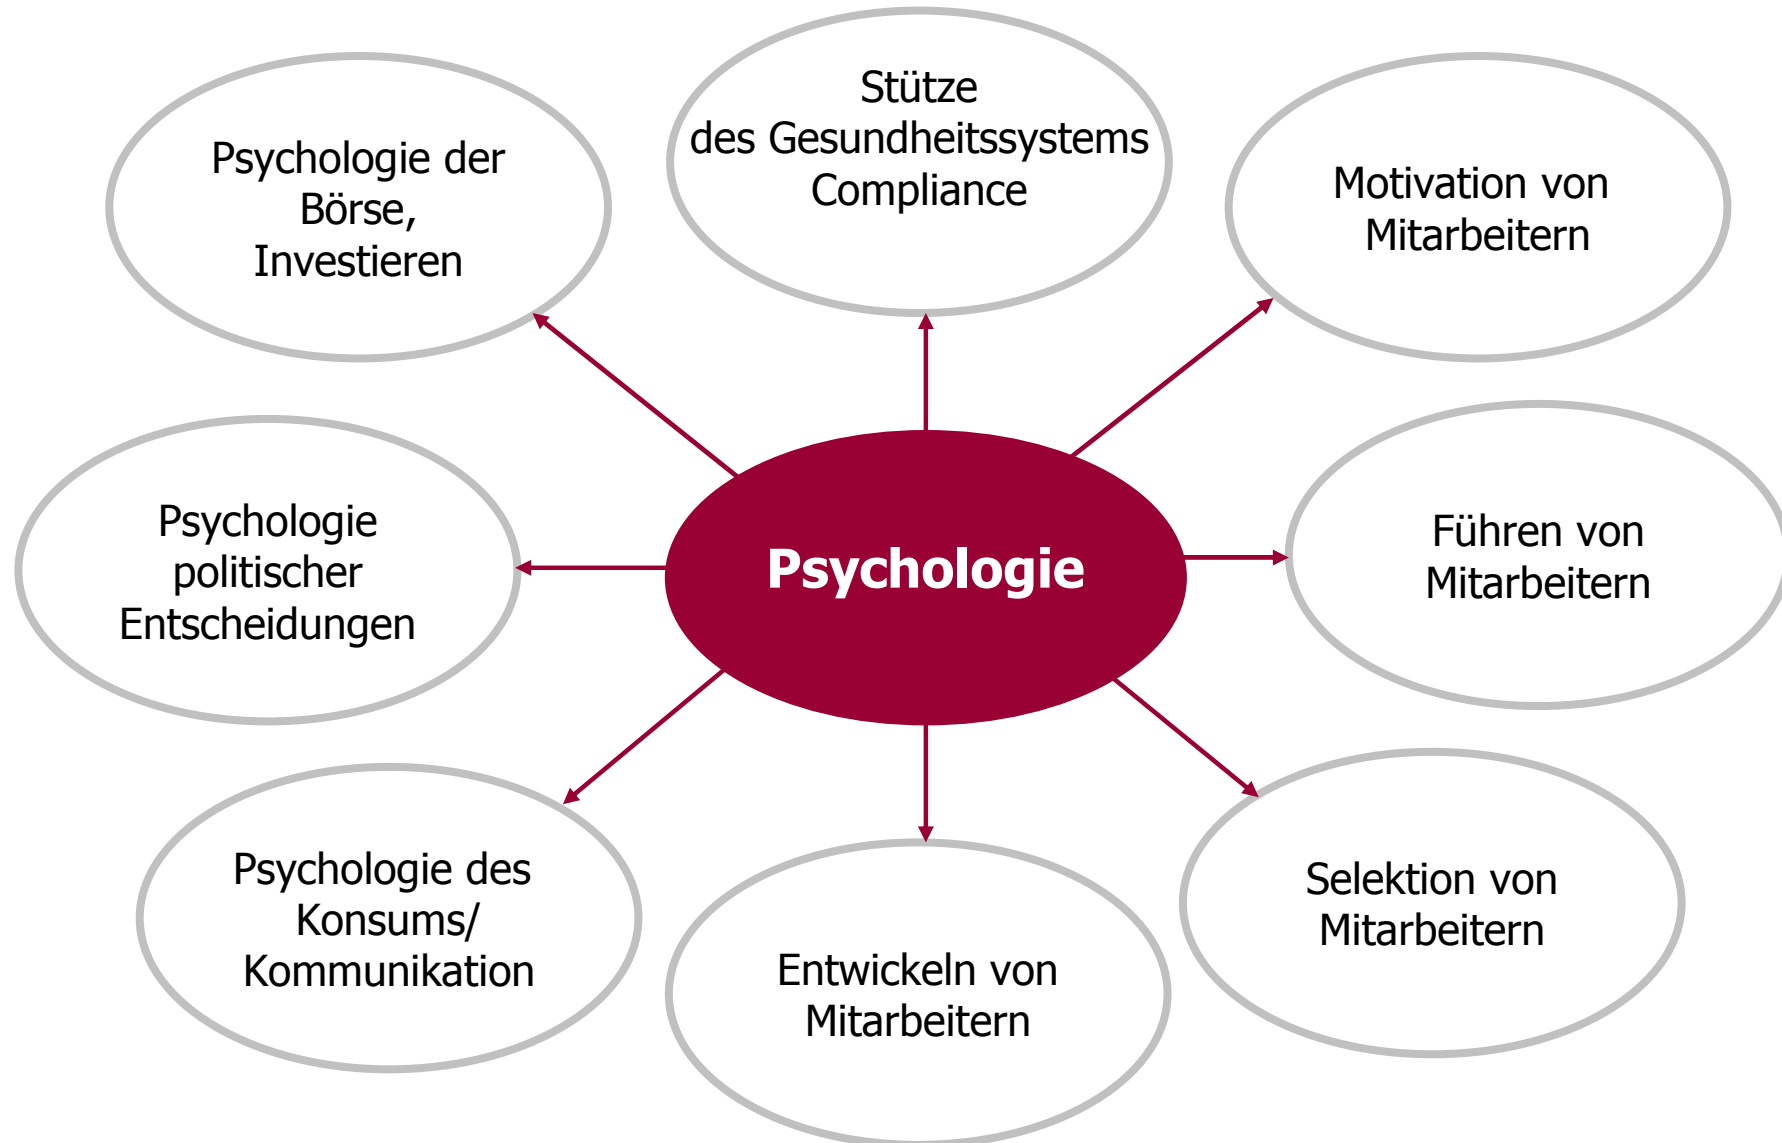 Stütze
des Gesundheitssystems
Compliance
Psychologie der
Börse,
Investieren
Motivation von
Mitarbeitern
Psychologie
politischer
Entscheidungen
Psychologie
Führen von
Mitarbeitern
Psychologie des
Konsums/
Kommunikation
Entwickeln von
Mitarbeitern
Selektion von
Mitarbeitern